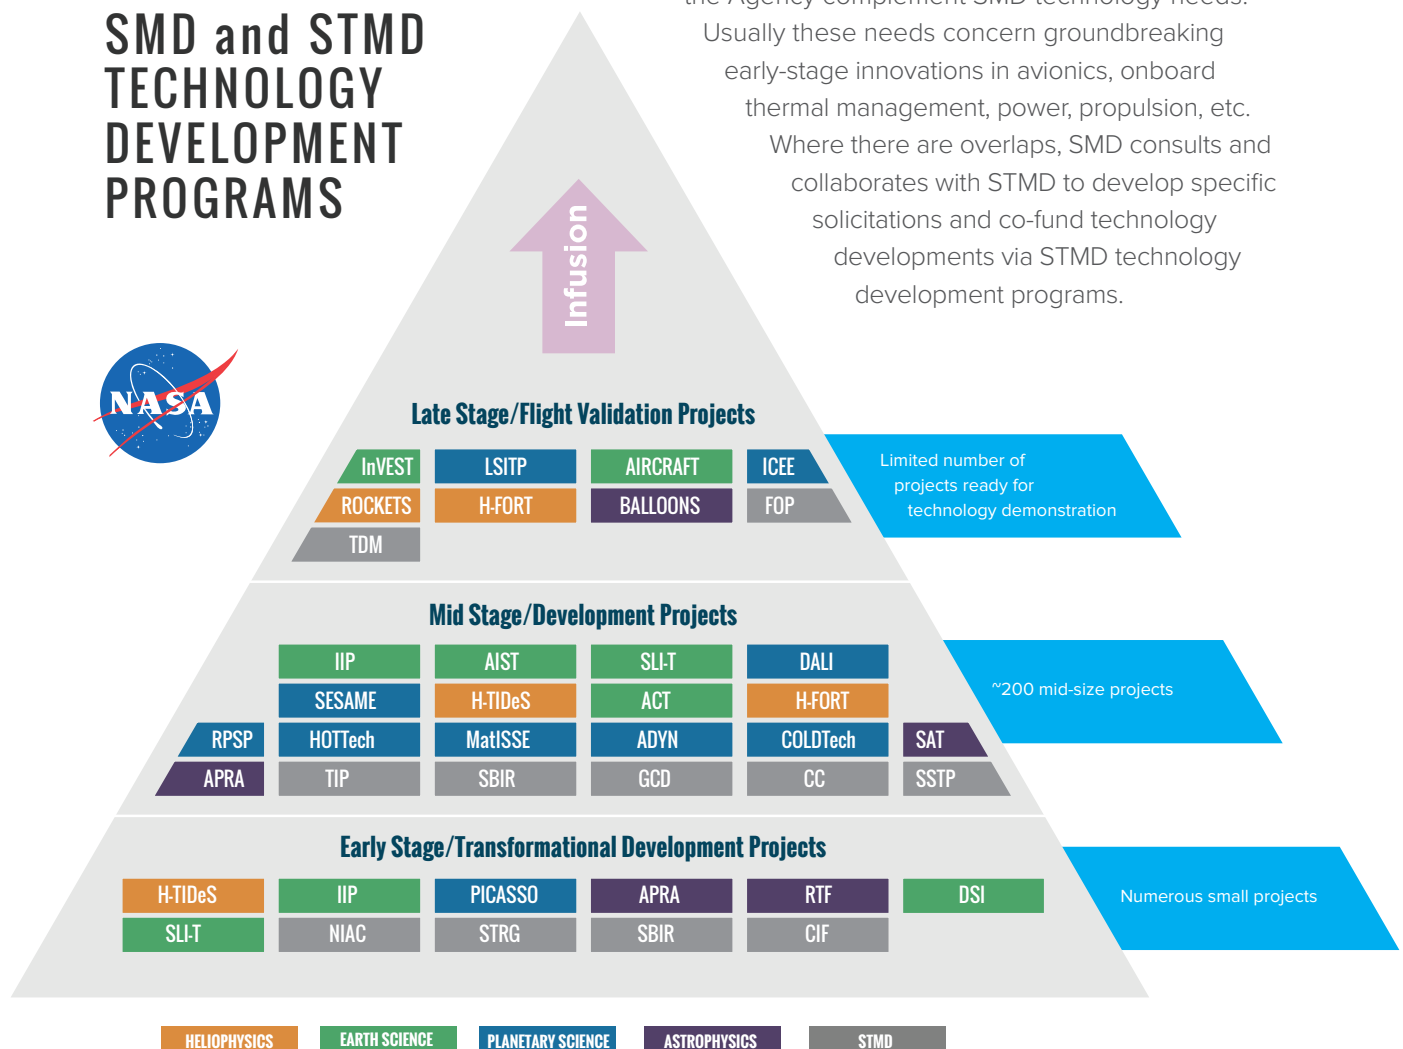 SMD and STMD
TECHNOLOGY
DEVELOPMENT
PROGRAMS
the Agency complement SMD technology needs.
Usually these needs concern groundbreaking
early-stage innovations in avionics, onboard
thermal management, power, propulsion, etc.
Where there are overlaps, SMD consults and
collaborates with STMD to develop specific
solicitations and co-fund technology
developments via STMD technology
development programs.
Infusion
NASA
Late Stage/Flight Validation Projects
InVEST LSITP AIRCRAFT ICEE
ROCKETS H-FORT BALLOONS FOP
TDM
Limited number of
projects ready for
technology demonstration
Mid Stage/Development Projects
IIP AIST SLI-T DALI
SESAME H-TIDeS ACT H-FORT
RPSP HOTTech MatISSE ADYN COLDTech SAT
APRA TIP SBIR GCD CC SSTP
~200 mid-size projects
Early Stage/Transformational Development Projects
H-TIDeS IIP PICASSO APRA RTF DSI
SLI-T NIAC STRG SBIR CIF
Numerous small projects
HELIOPHYSICS EARTH SCIENCE PLANETARY SCIENCE ASTROPHYSICS STMD